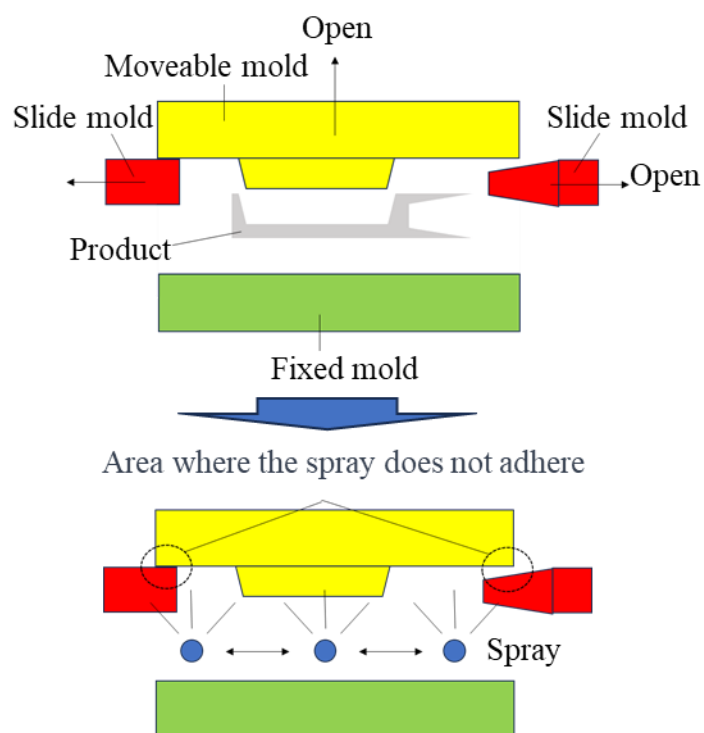 Open
Moveable mold
Slide mold
Slide mold
Open
Product
Fixed mold
Area where the spray does not adhere
Spray